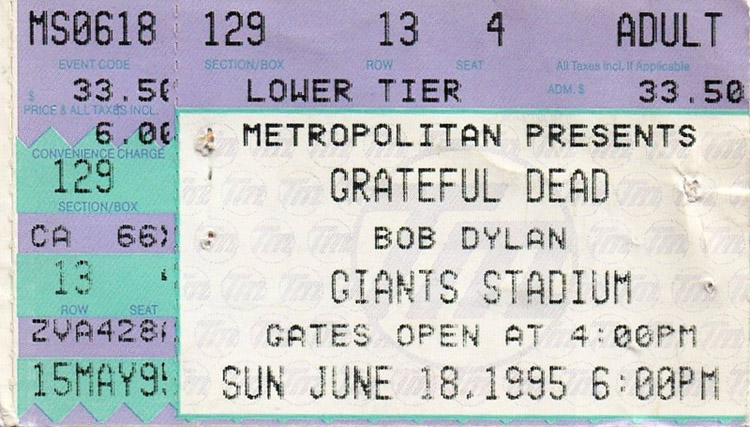 MS0618 129 13 4 ADULT
EVENT CODE SECTION/BOX ROW SEAT All Taxes Incl. If Applicable
$ 33.50 LOWER TIER ADM. $ 33.50
PRICE & ALL TAXES INCL.
6.00
CONVENIENCE CHARGE
129
SECTION/BOX
CA 66X
13
ROW SEAT
ZVA428
15MAY95
METROPOLITAN PRESENTS
GRATEFUL DEAD
BOB DYLAN
GIANTS STADIUM
GATES OPEN AT 4:00PM
SUN JUNE 18,1995 6:00PM